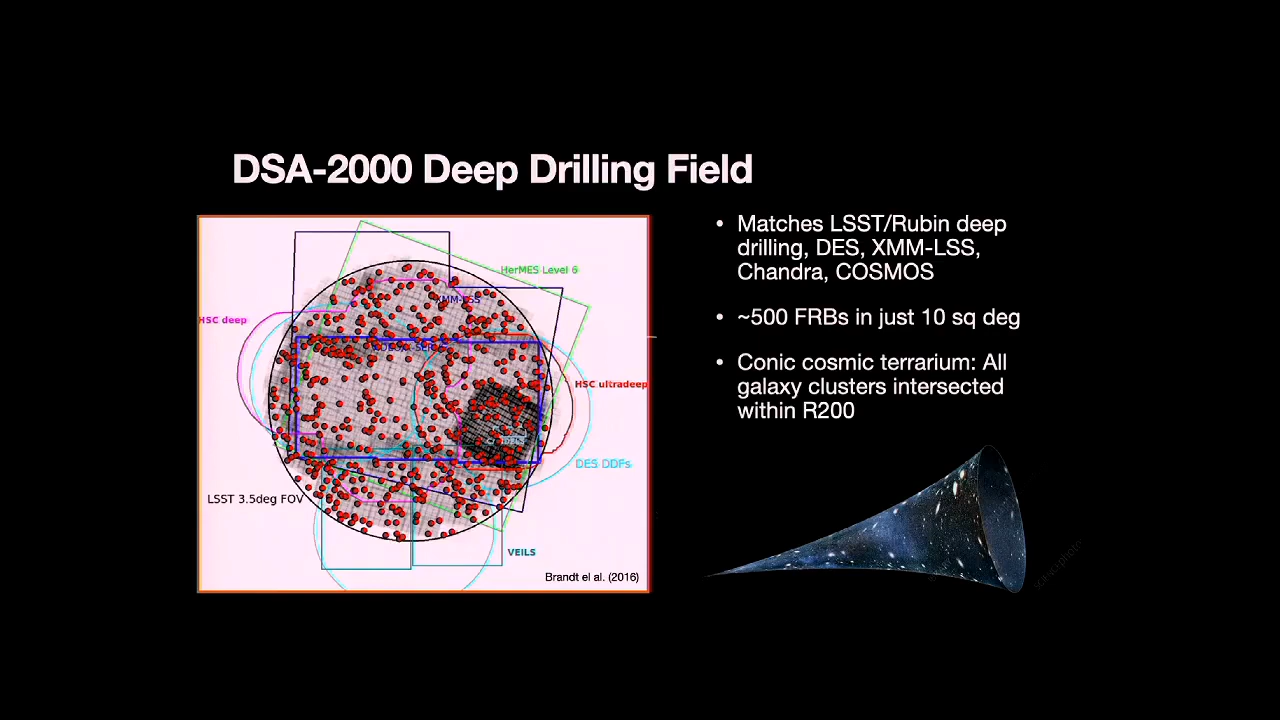 DSA-2000 Deep Drilling Field
HerMES Level 6
XMM-LSS
HSC deep
HSC ultradeep
DES DDFs
LSST 3.5deg FOV
VEILS
Brandt el al. (2016)
• Matches LSST/Rubin deep
drilling, DES, XMM-LSS,
Chandra, COSMOS
• ~500 FRBs in just 10 sq deg
• Conic cosmic terrarium: All
galaxy clusters intersected
within R200